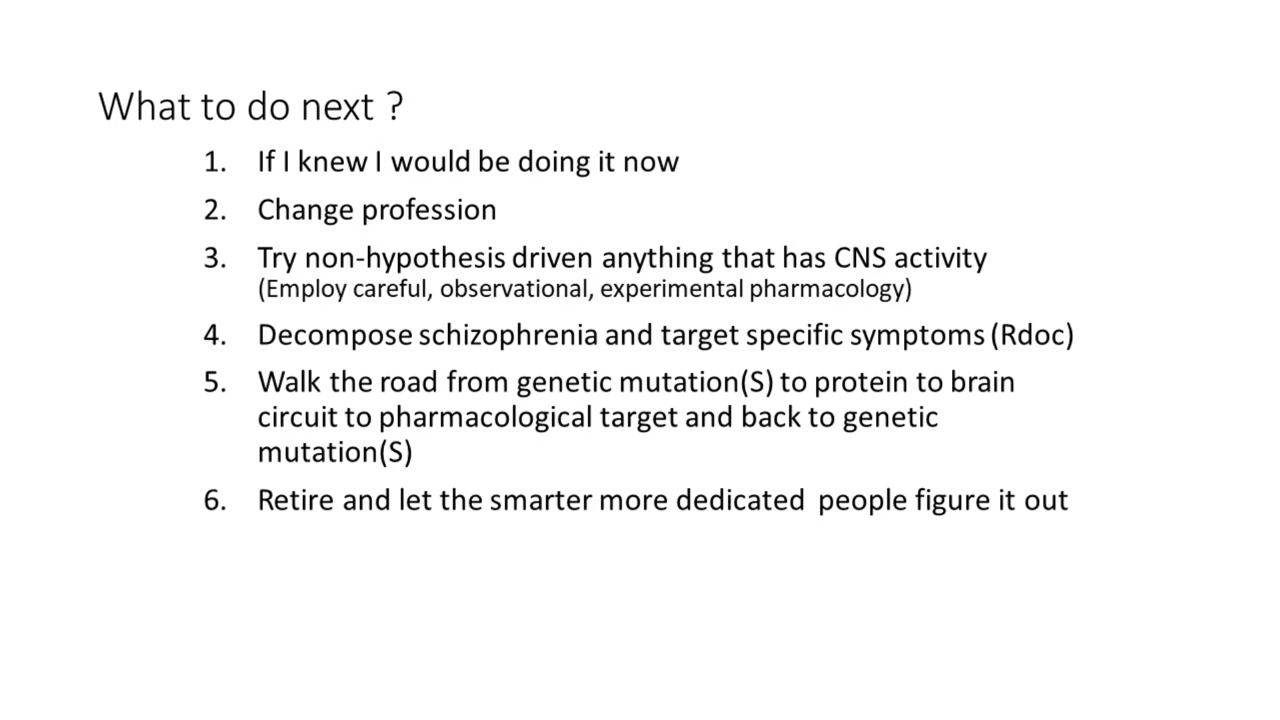 What to do next ?
1. If I knew I would be doing it now
2. Change profession
3. Try non-hypothesis driven anything that has CNS activity
(Employ careful, observational, experimental pharmacology)
4. Decompose schizophrenia and target specific symptoms (Rdoc)
5. Walk the road from genetic mutation(S) to protein to brain
circuit to pharmacological target and back to genetic
mutation(S)
6. Retire and let the smarter more dedicated  people figure it out